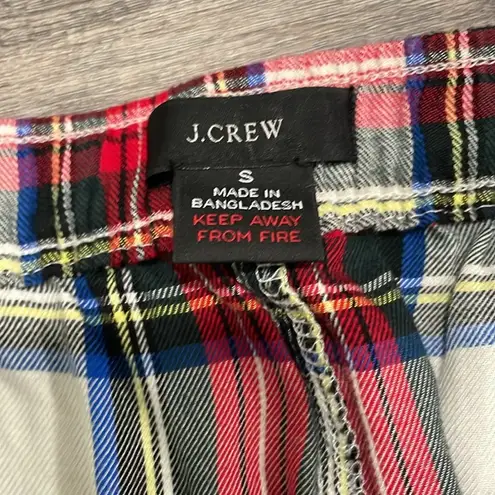 J.CREW
S
MADE IN
BANGLADESH
KEEP AWAY
FROM FIRE